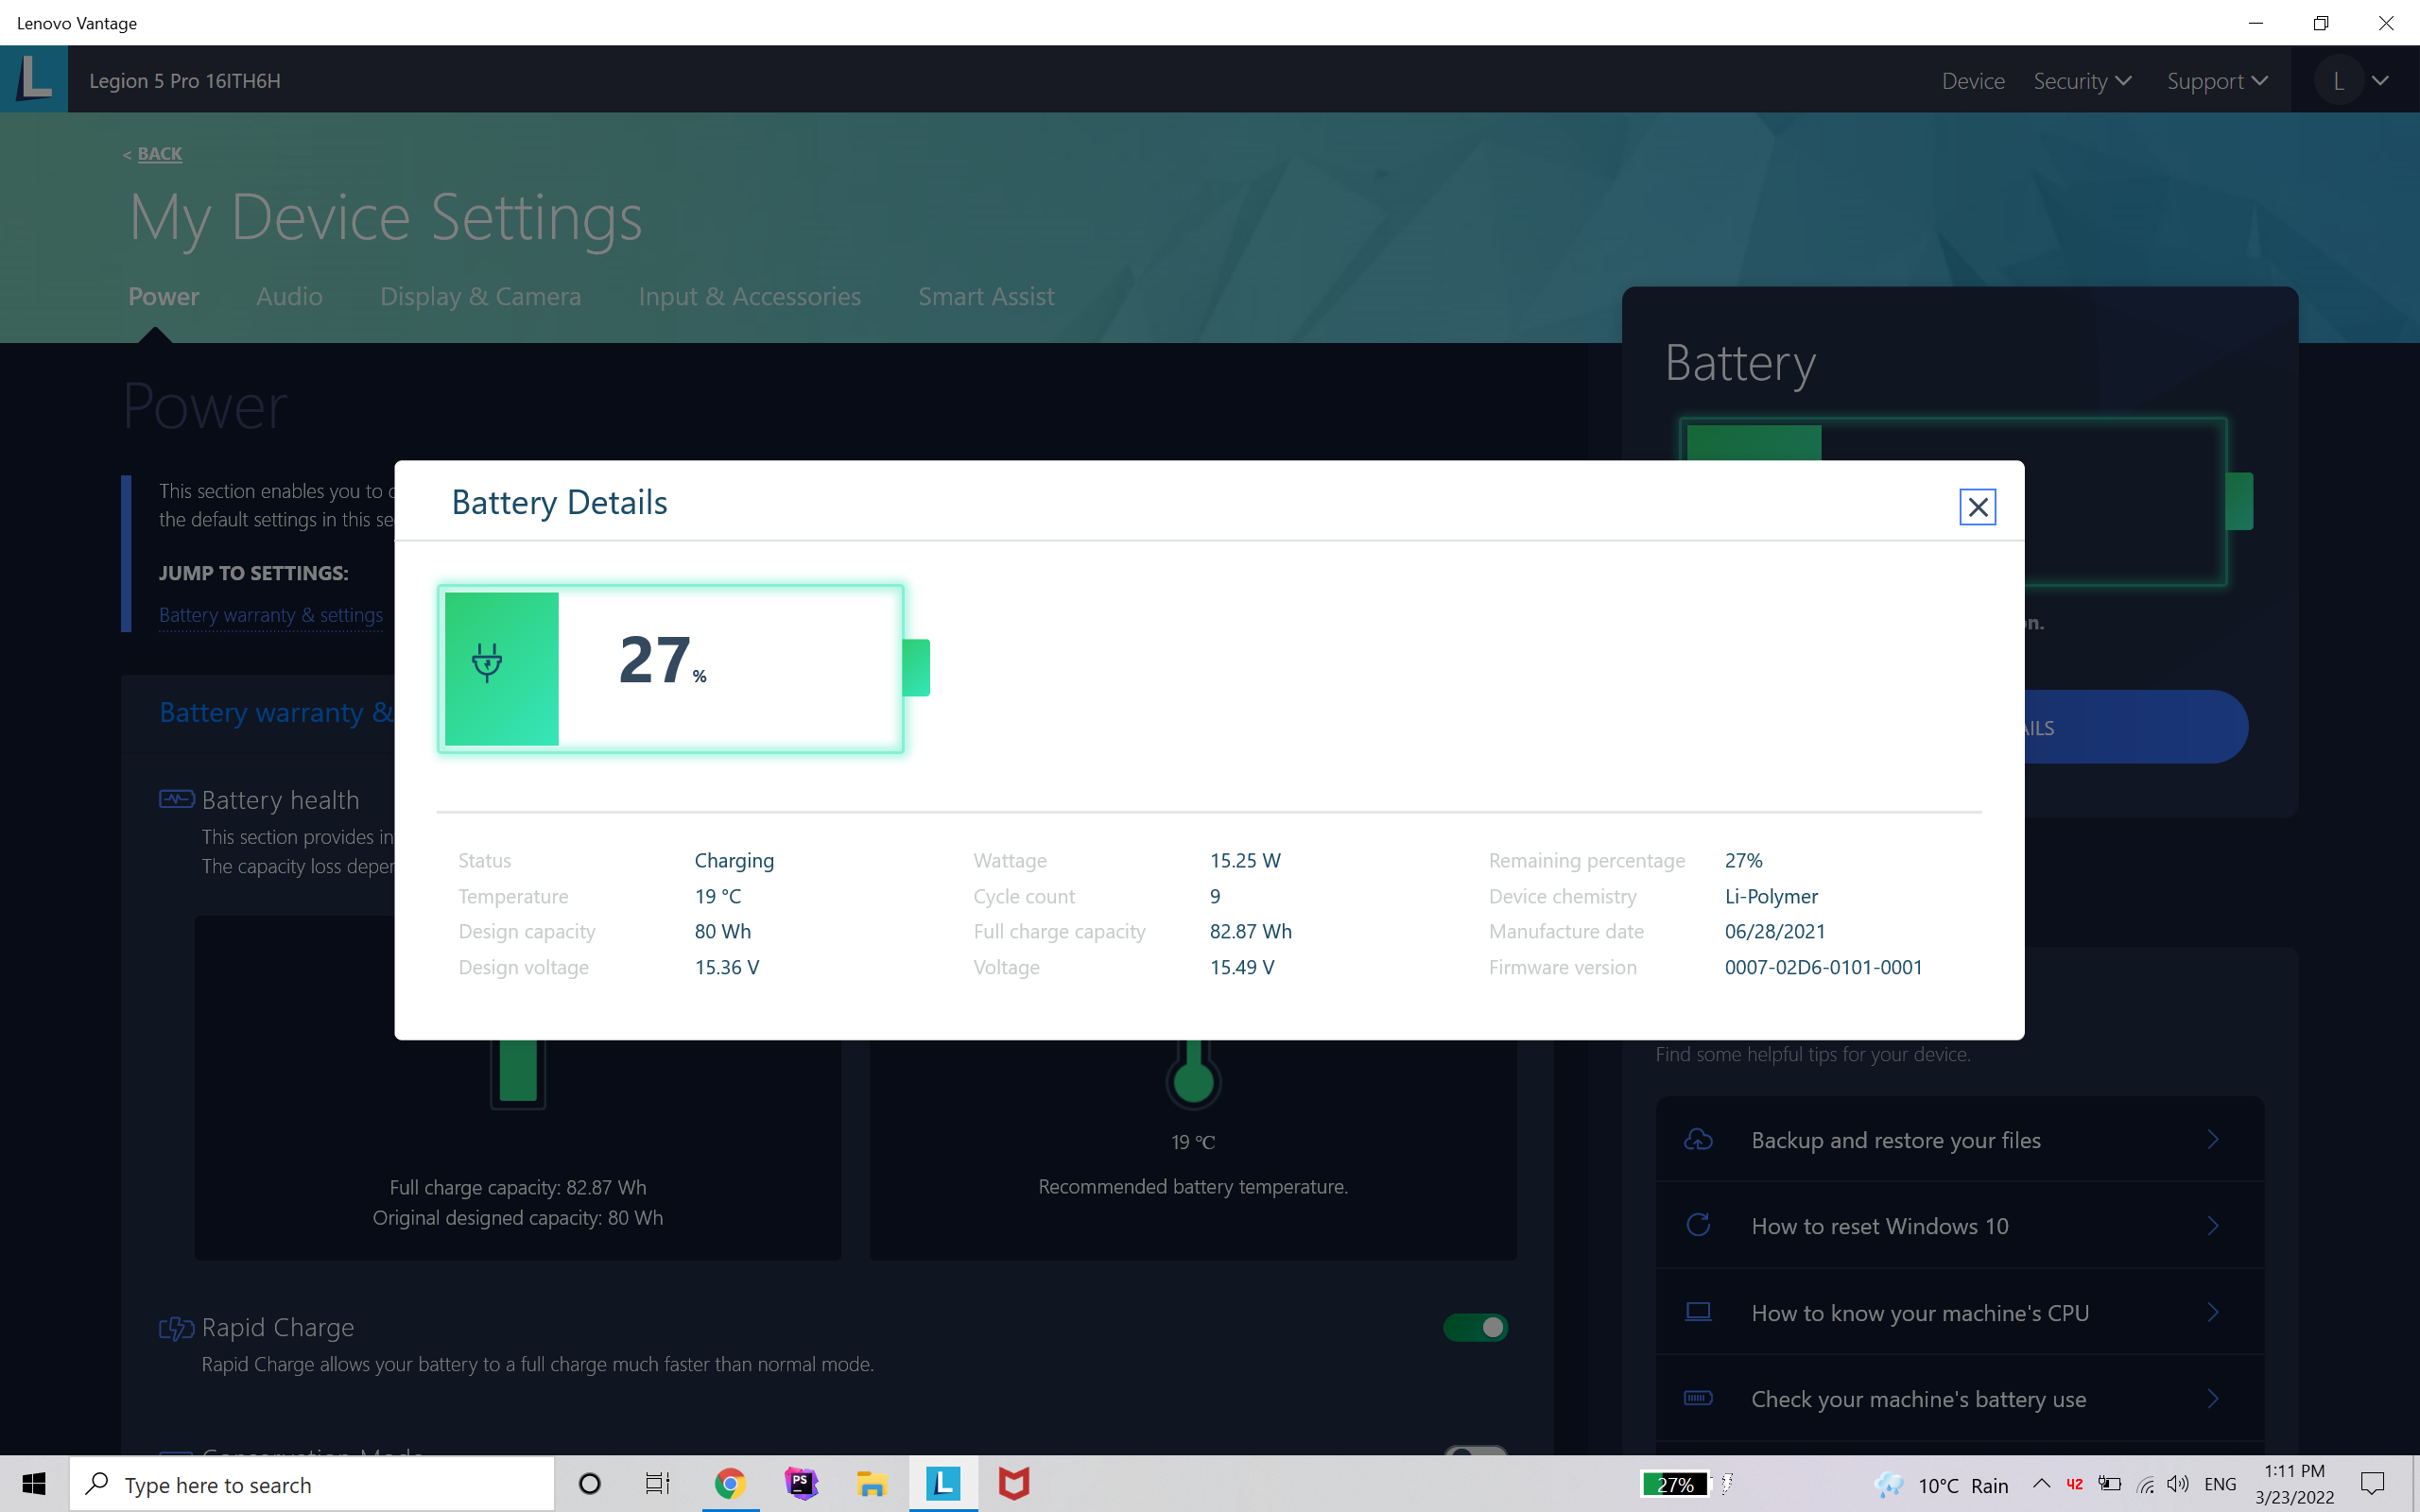 Lenovo Vantage
L
Legion 5 Pro 16ITH6H
Device
Security
Support
L
< BACK
My Device Settings
Power
Audio
Display & Camera
Input & Accessories
Smart Assist
Power
Battery
This section enables you to
the default settings in this
JUMP TO SETTINGS:
Battery warranty & settings
Battery Details
27%
Battery warranty &
Battery health
This section provides
The capacity loss
Status Charging
Temperature 19 °C
Design capacity 80 Wh
Design voltage 15.36 V
Wattage 15.25 W
Cycle count 9
Full charge capacity 82.87 Wh
Voltage 15.49 V
Remaining percentage 27%
Device chemistry Li-Polymer
Manufacture date 06/28/2021
Firmware version 0007-02D6-0101-0001
Full charge capacity: 82.87 Wh
Original designed capacity: 80 Wh
19 °C
Recommended battery temperature.
Find some helpful tips for your device.
Backup and restore your files
How to reset Windows 10
How to know your machine's CPU
Check your machine's battery use
Rapid Charge
Rapid Charge allows your battery to a full charge much faster than normal mode.
Type here to search
PS
L
27%
10°C Rain
42
ENG
1:11 PM
3/23/2022